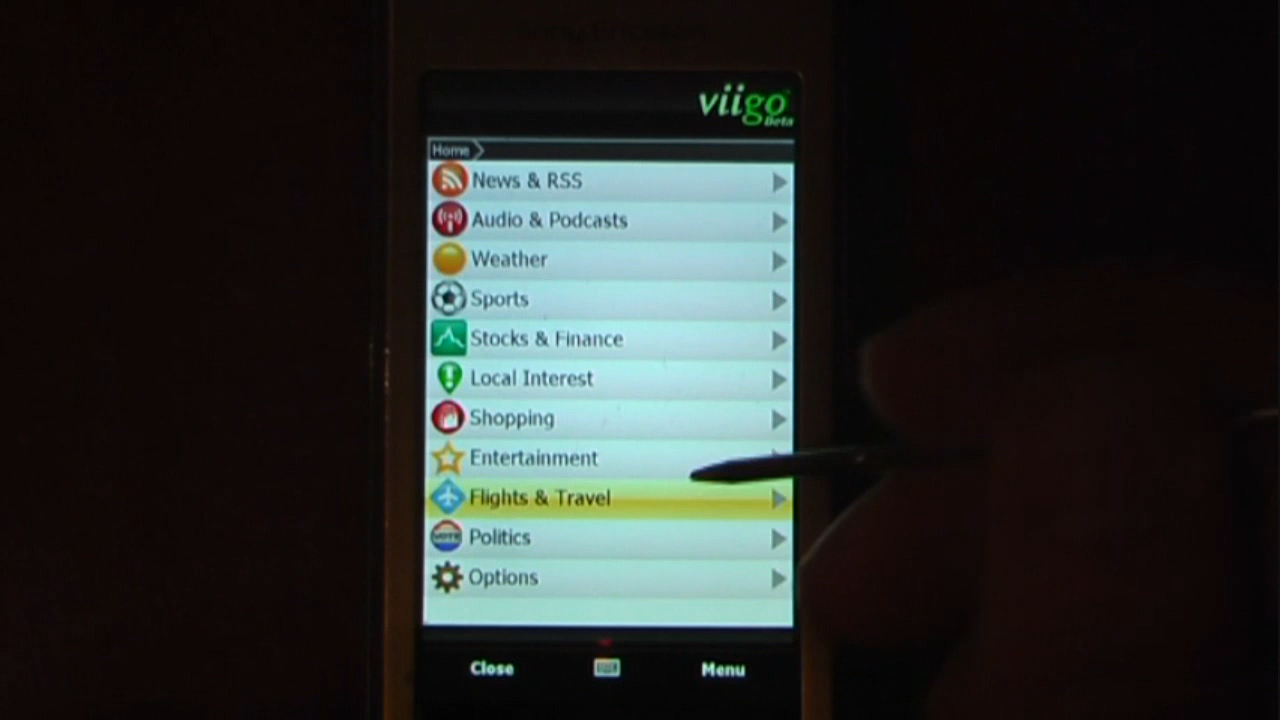 viigo
Beta
Home
News & RSS
Audio & Podcasts
Weather
Sports
Stocks & Finance
Local Interest
Shopping
Entertainment
Flights & Travel
VOTE
Politics
Options
Close
Menu